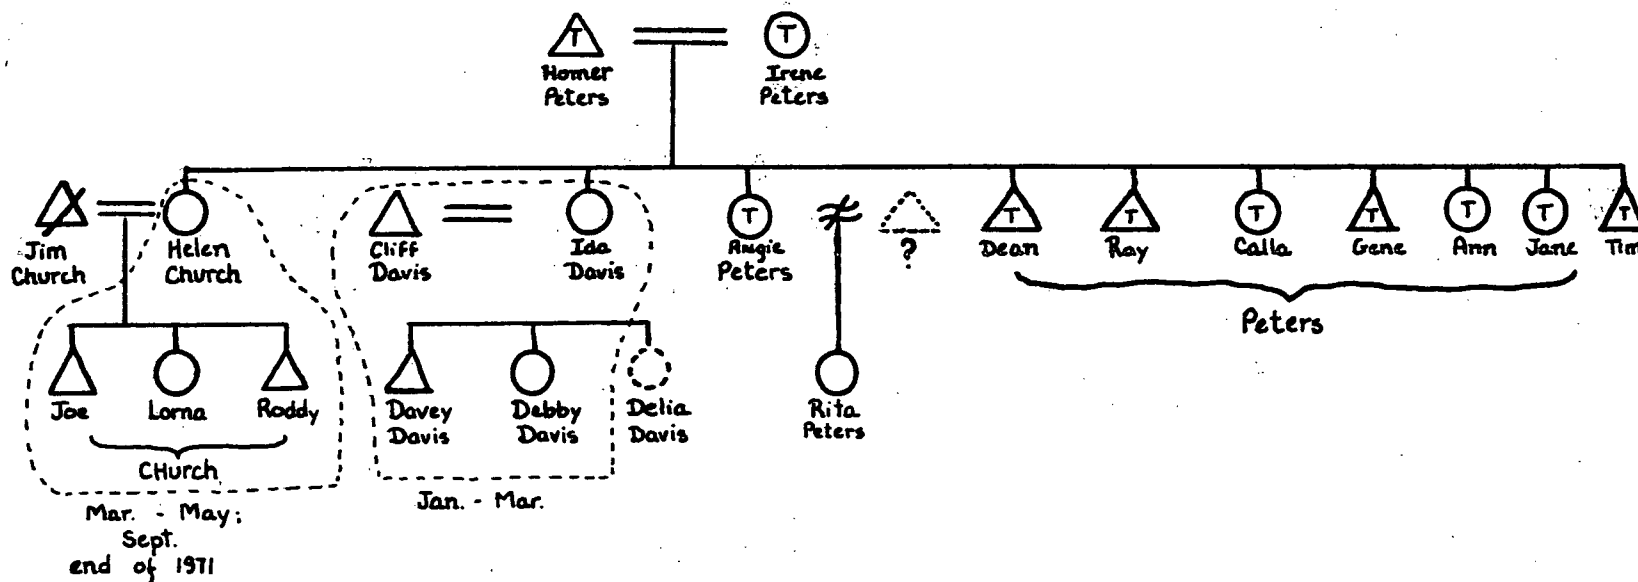 T
T
Homer
Peters
Irene
Peters
Jim
Church
Helen
Church
Cliff
Davis
Ida
Davis
T
Angie
Peters
?
T
Dean
T
Ray
T
Calla
T
Gene
T
Ann
T
Jane
T
Tim
Peters
Joe
Lorna
Roddy
CHurch
Davey
Davis
Debby
Davis
Delia
Davis
Rita
Peters
Mar. - May;
Sept.
end of 1971
Jan. - Mar.